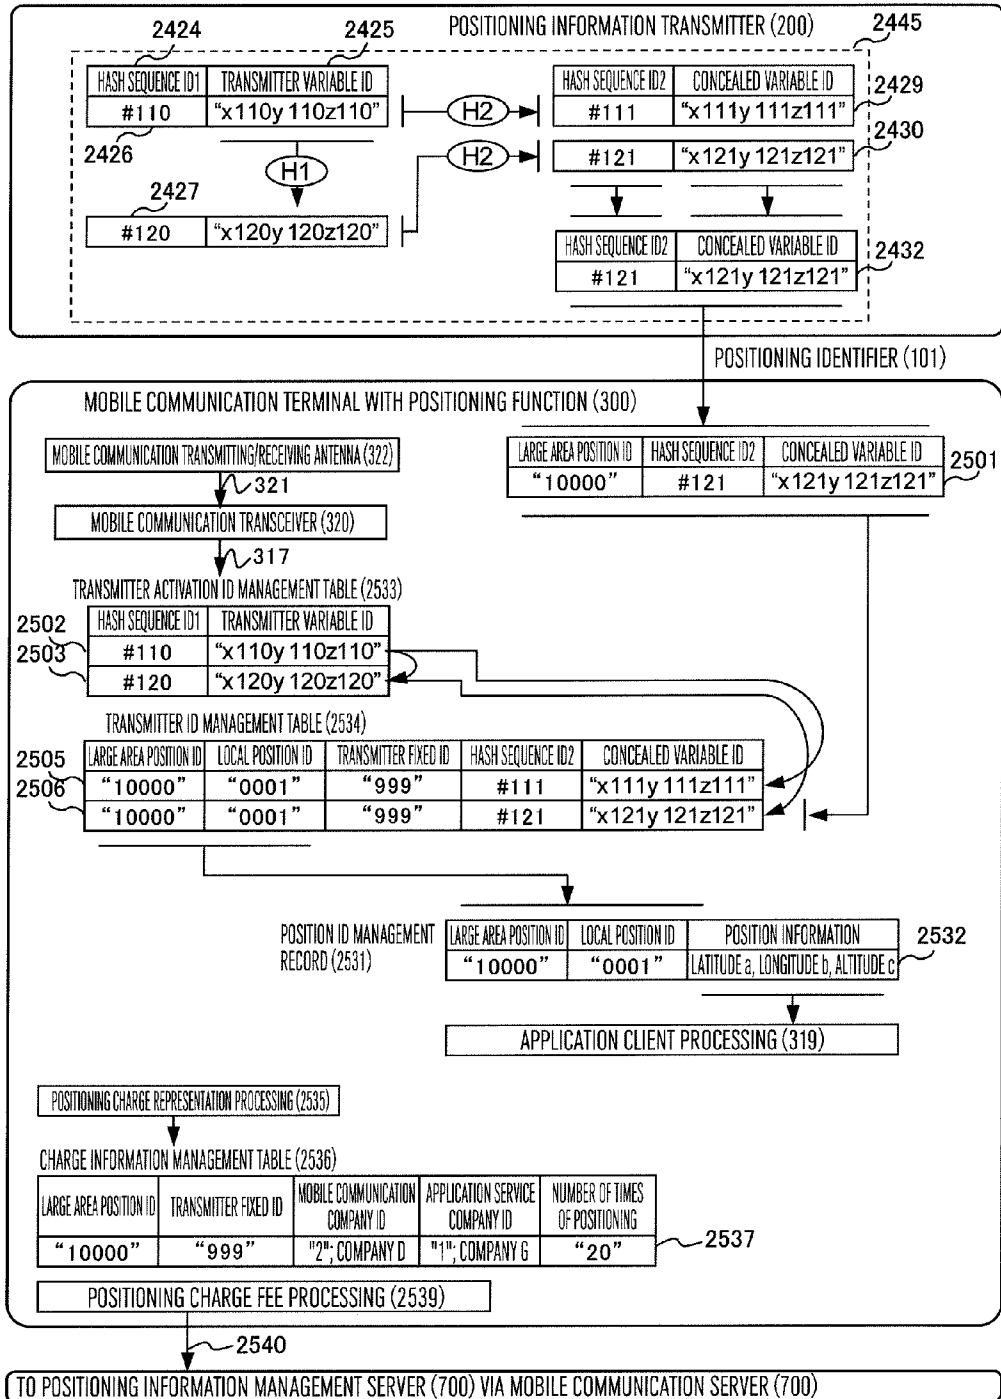 POSITIONING INFORMATION TRANSMITTER (200)
2424
2425
2445
HASH SEQUENCE ID1 TRANSMITTER VARIABLE ID
#110 "x110y 110z110"
2426
H2
HASH SEQUENCE ID2 CONCEALED VARIABLE ID
#111 "x111y 111z111"
2429
2430
H1
H2
#121 "x121y 121z121"
2427
#120 "x120y 120z120"
HASH SEQUENCE ID2 CONCEALED VARIABLE ID
#121 "x121y 121z121"
2432
POSITIONING IDENTIFIER (101)
MOBILE COMMUNICATION TERMINAL WITH POSITIONING FUNCTION (300)
MOBILE COMMUNICATION TRANSMITTING/RECEIVING ANTENNA (322)
321
MOBILE COMMUNICATION TRANSCEIVER (320)
317
LARGE AREA POSITION ID HASH SEQUENCE ID2 CONCEALED VARIABLE ID
"10000" #121 "x121y 121z121"
2501
TRANSMITTER ACTIVATION ID MANAGEMENT TABLE (2533)
HASH SEQUENCE ID1 TRANSMITTER VARIABLE ID
2502
#110 "x110y 110z110"
2503
#120 "x120y 120z120"
TRANSMITTER ID MANAGEMENT TABLE (2534)
LARGE AREA POSITION ID LOCAL POSITION ID TRANSMITTER FIXED ID HASH SEQUENCE ID2 CONCEALED VARIABLE ID
2505
"10000" "0001" "999" #111 "x111y 111z111"
2506
"10000" "0001" "999" #121 "x121y 121z121"
POSITION ID MANAGEMENT
RECORD (2531)
LARGE AREA POSITION ID LOCAL POSITION ID POSITION INFORMATION
"10000" "0001" LATITUDE a, LONGITUDE b, ALTITUDE c
2532
APPLICATION CLIENT PROCESSING (319)
POSITIONING CHARGE REPRESENTATION PROCESSING (2535)
CHARGE INFORMATION MANAGEMENT TABLE (2536)
LARGE AREA POSITION ID TRANSMITTER FIXED ID MOBILE COMMUNICATION COMPANY ID APPLICATION SERVICE COMPANY ID NUMBER OF TIMES OF POSITIONING
"10000" "999" "2"; COMPANY D "1"; COMPANY G "20"
2537
POSITIONING CHARGE FEE PROCESSING (2539)
2540
TO POSITIONING INFORMATION MANAGEMENT SERVER (700) VIA MOBILE COMMUNICATION SERVER (700)